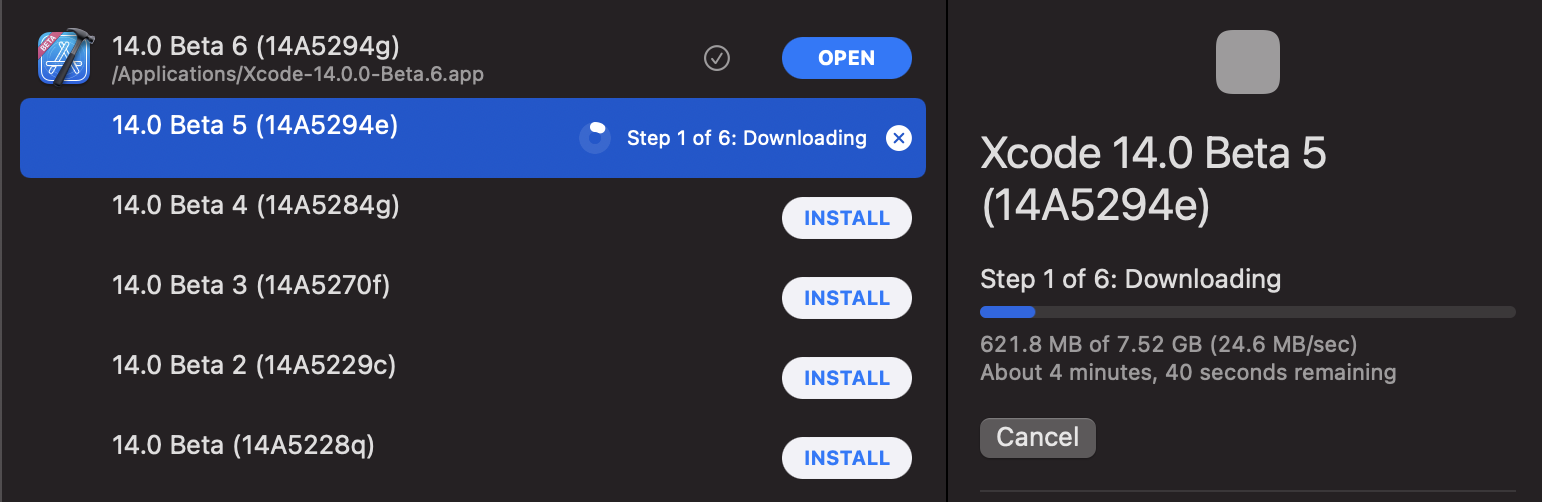 BETA
14.0 Beta 6 (14A5294g)
/Applications/Xcode-14.0.0-Beta.6.app
OPEN
14.0 Beta 5 (14A5294e)
Step 1 of 6: Downloading
14.0 Beta 4 (14A5284g)
INSTALL
14.0 Beta 3 (14A5270f)
INSTALL
14.0 Beta 2 (14A5229c)
INSTALL
14.0 Beta (14A5228q)
INSTALL
Xcode 14.0 Beta 5
(14A5294e)
Step 1 of 6: Downloading
621.8 MB of 7.52 GB (24.6 MB/sec)
About 4 minutes, 40 seconds remaining
Cancel